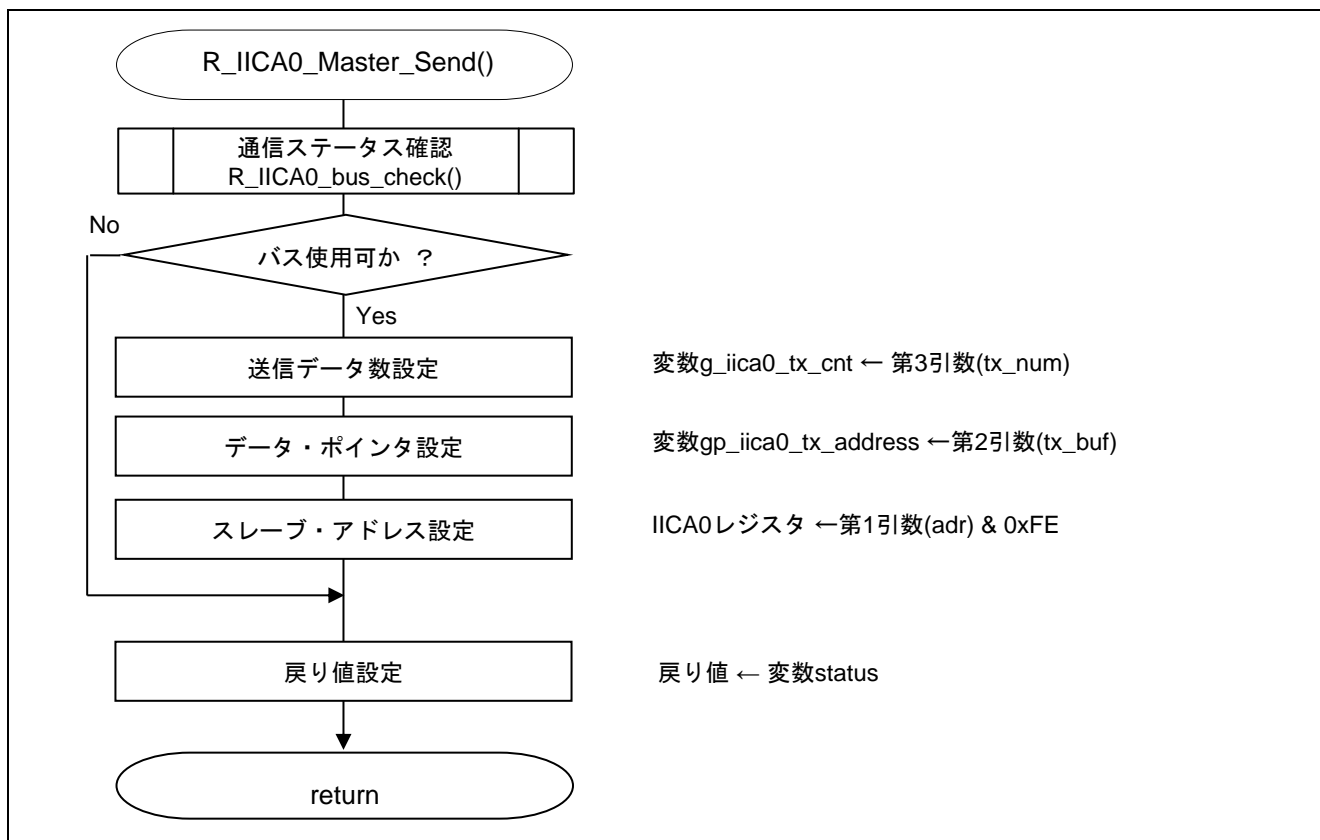 R_IICA0_Master_Send()
通信ステータス確認
R_IICA0_bus_check()
No
バス使用可か ？
Yes
送信データ数設定
変数g_iica0_tx_cnt ← 第3引数(tx_num)
データ・ポインタ設定
変数gp_iica0_tx_address ←第2引数(tx_buf)
スレーブ・アドレス設定
IICA0レジスタ ←第1引数(adr) & 0xFE
戻り値設定
戻り値 ← 変数status
return